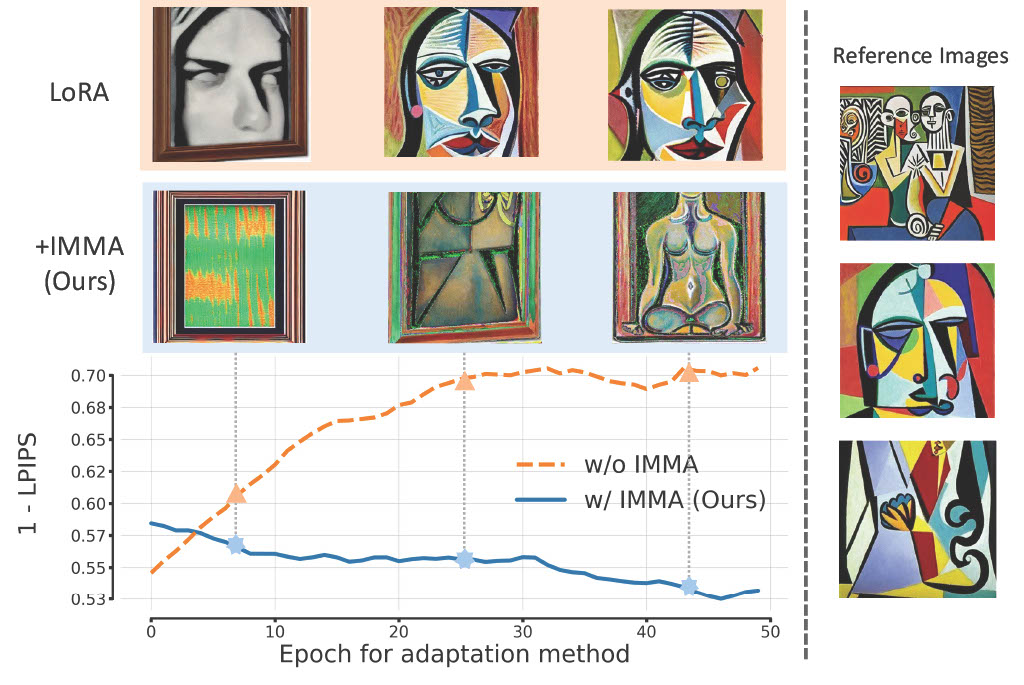 LoRA
Reference Images
+IMMA
(Ours)
0.70
0.68
0.65
0.62
0.60
0.57
0.55
0.53
1 - LPIPS
w/o IMMA
w/ IMMA (Ours)
0
10
20
30
40
50
Epoch for adaptation method